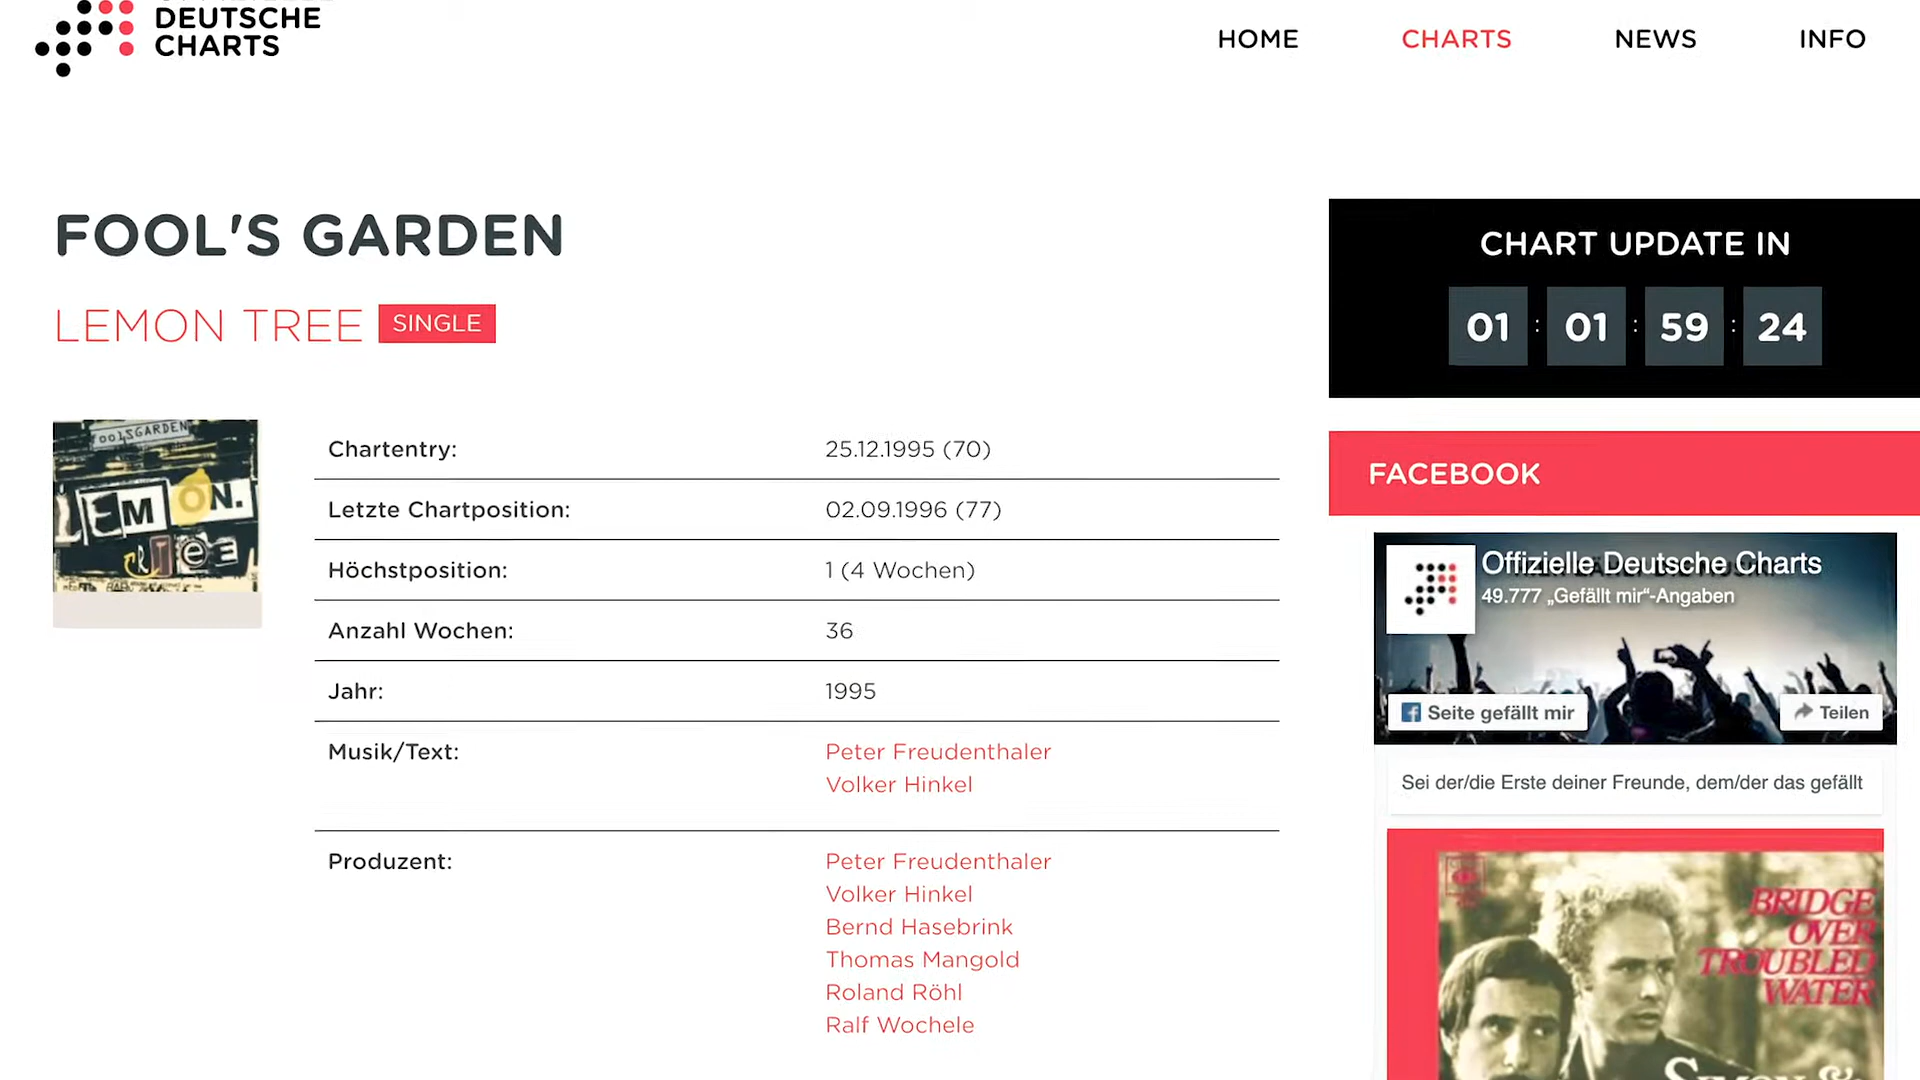 DEUTSCHE
CHARTS
HOME
CHARTS
NEWS
INFO
FOOL'S GARDEN
LEMON TREE
SINGLE
FOOLSGARDEN
LEMON.
TREE
Chartentry:
25.12.1995 (70)
Letzte Chartposition:
02.09.1996 (77)
Höchstposition:
1 (4 Wochen)
Anzahl Wochen:
36
Jahr:
1995
Musik/Text:
Peter Freudenthaler
Volker Hinkel
Produzent:
Peter Freudenthaler
Volker Hinkel
Bernd Hasebrink
Thomas Mangold
Roland Röhl
Ralf Wochele
CHART UPDATE IN
01 : 01 : 59 : 24
FACEBOOK
Offizielle Deutsche Charts
49.777 „Gefällt mir“-Angaben
Seite gefällt mir
Teilen
Sei der/die Erste deiner Freunde, dem/der das gefällt
BRIDGE
OVER
TROUBLED
WATER
SIMON &